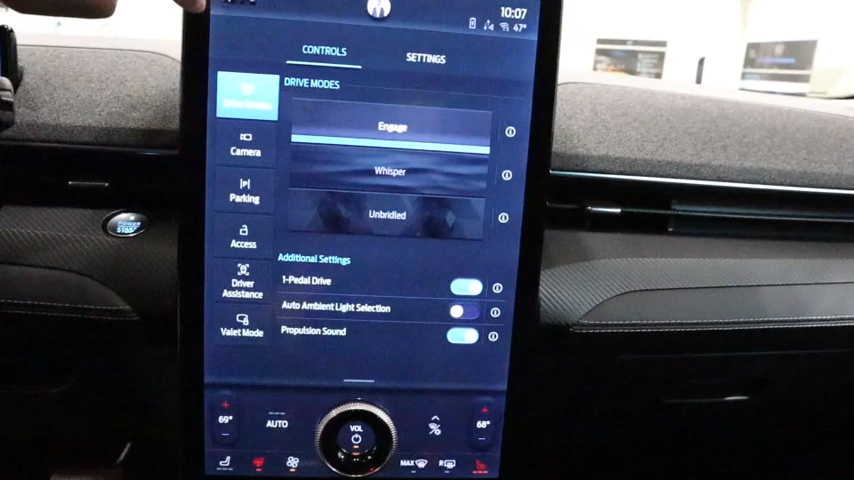 10:07
47°
CONTROLS
SETTINGS
DRIVE MODES
Engage
Camera
Whisper
Parking
Unbridled
Access
Additional Settings
1-Pedal Drive
Driver
Assistance
Auto Ambient Light Selection
Valet Mode
Propulsion Sound
69°
AUTO
VOL
68°
MAX
R